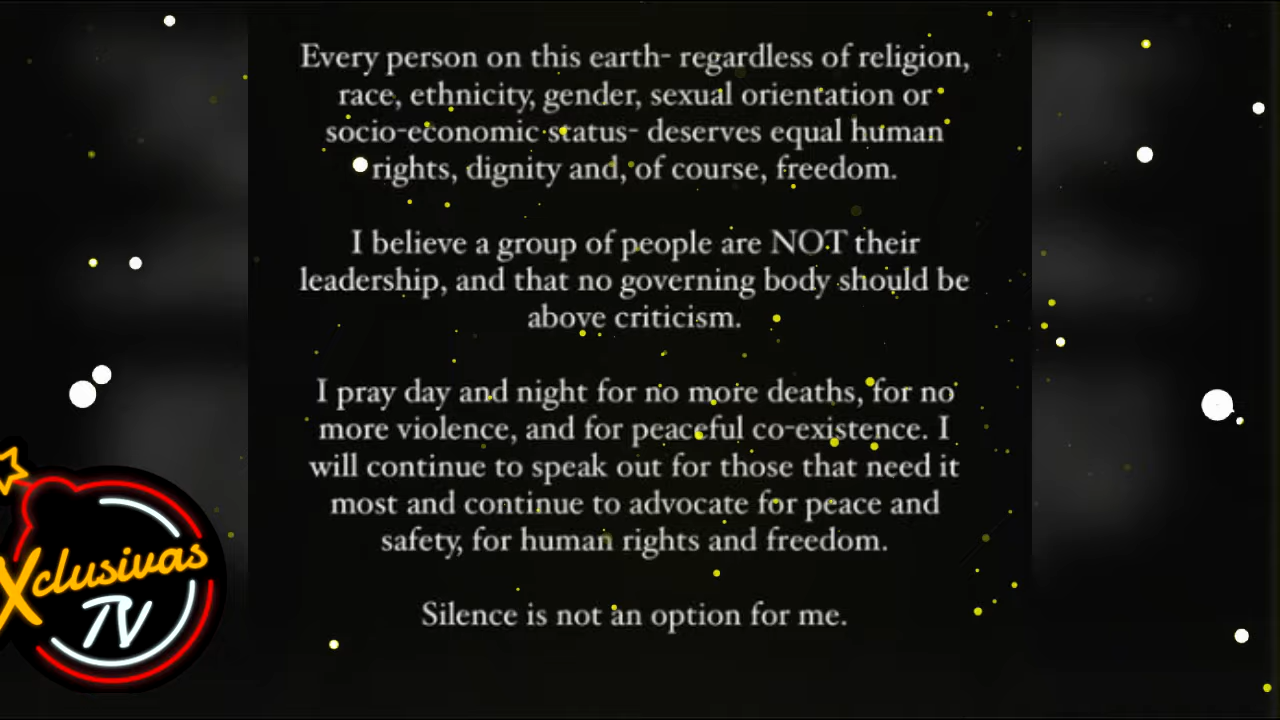 Every person on this earth- regardless of religion,
race, ethnicity, gender, sexual orientation or
socio-economic status- deserves equal human
rights, dignity and, of course, freedom.
I believe a group of people are NOT their
leadership, and that no governing body should be
above criticism.
I pray day and night for no more deaths, for no
more violence, and for peaceful co-existence. I
will continue to speak out for those that need it
most and continue to advocate for peace and
safety, for human rights and freedom.
Silence is not an option for me.
Xclusivas
TV